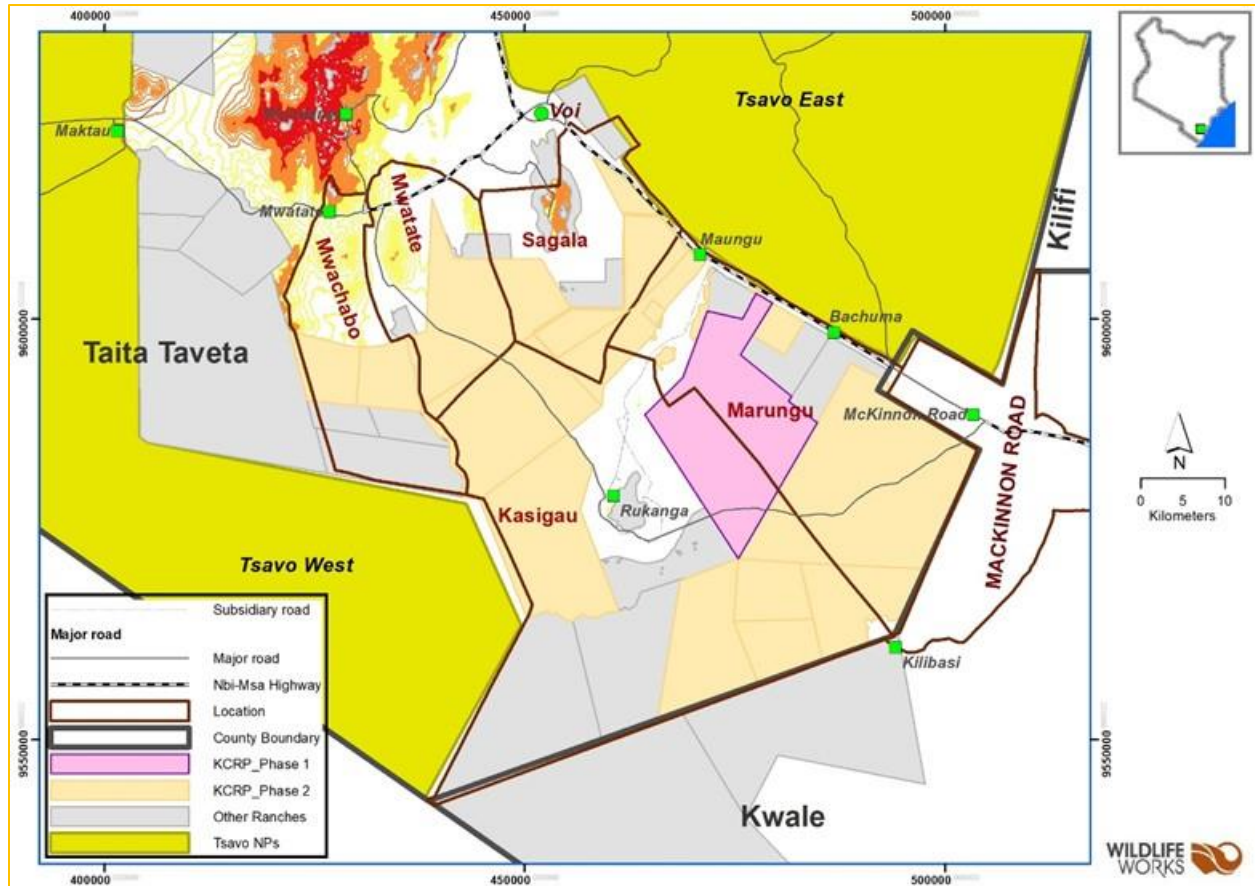 400000
450000
500000
Tsavo East
Voi
Maktau
Kilifi
Mwatate
Mwatate
Sagala
Maungu
Mwachabo
9600000
9600000
Bachuma
Taita Taveta
Marungu
McKinnon Road
N
0 5 10
Kilometers
MACKINNON ROAD
Kasigau
Rukanga
Tsavo West
Kilibasi
Subsidiary road
Major road
Major road
Nbi-Msa Highway
Location
County Boundary
KCRP_Phase 1
KCRP_Phase 2
Other Ranches
Tsavo NPs
9550000
9550000
Kwale
WILDLIFE
WORKS
400000
450000
500000